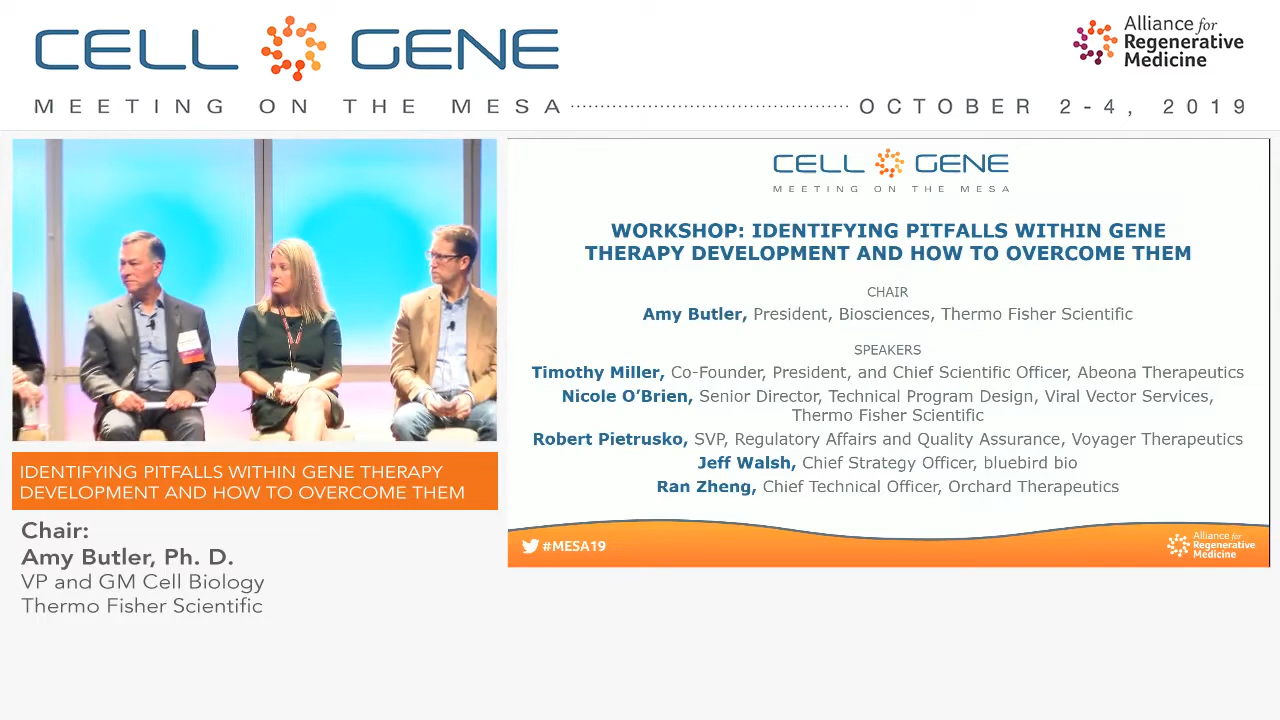 CELL GENE
MEETING ON THE MESA
OCTOBER 2-4, 2019
Alliance for
Regenerative
Medicine
CELL GENE
MEETING ON THE MESA
WORKSHOP: IDENTIFYING PITFALLS WITHIN GENE
THERAPY DEVELOPMENT AND HOW TO OVERCOME THEM
CHAIR
Amy Butler, President, Biosciences, Thermo Fisher Scientific
SPEAKERS
Timothy Miller, Co-Founder, President, and Chief Scientific Officer, Abeona Therapeutics
Nicole O’Brien, Senior Director, Technical Program Design, Viral Vector Services,
Thermo Fisher Scientific
Robert Pietrusko, SVP, Regulatory Affairs and Quality Assurance, Voyager Therapeutics
Jeff Walsh, Chief Strategy Officer, bluebird bio
Ran Zheng, Chief Technical Officer, Orchard Therapeutics
#MESA19
Alliance for
Regenerative
Medicine
IDENTIFYING PITFALLS WITHIN GENE THERAPY
DEVELOPMENT AND HOW TO OVERCOME THEM
Chair:
Amy Butler, Ph. D.
VP and GM Cell Biology
Thermo Fisher Scientific